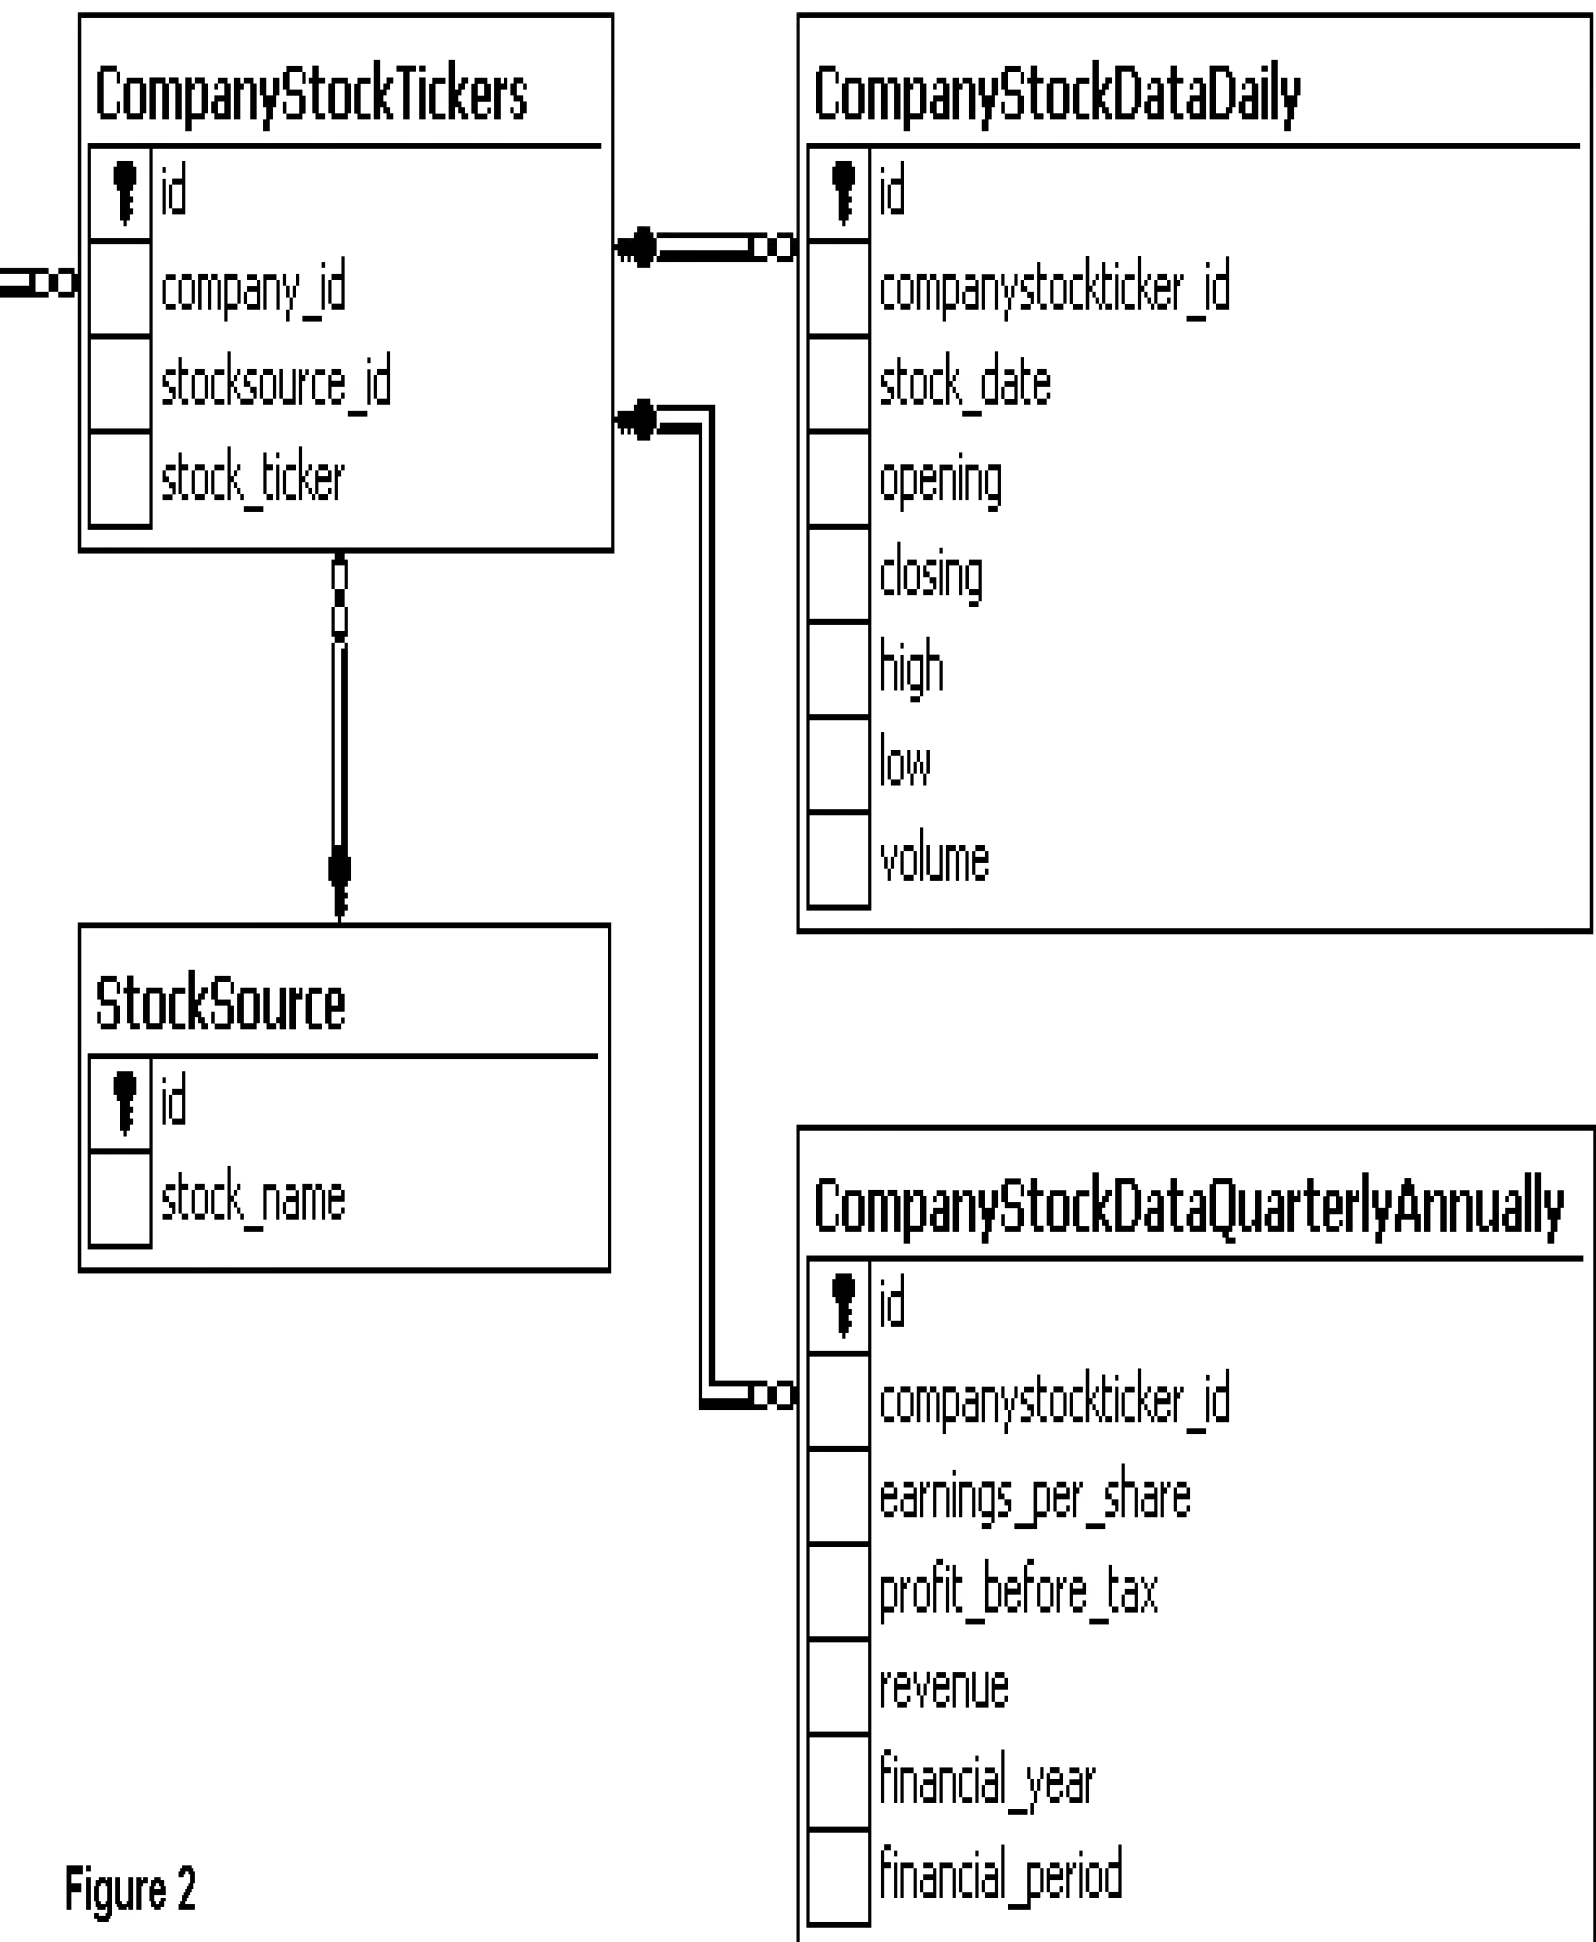 CompanyStockTickers
id
company_id
stocksource_id
stock_ticker
CompanyStockDataDaily
id
companystockticker_id
stock_date
opening
closing
high
low
volume
StockSource
id
stock_name
CompanyStockDataQuarterlyAnnually
id
companystockticker_id
earnings_per_share
profit_before_tax
revenue
financial_year
financial_period
Figure 2